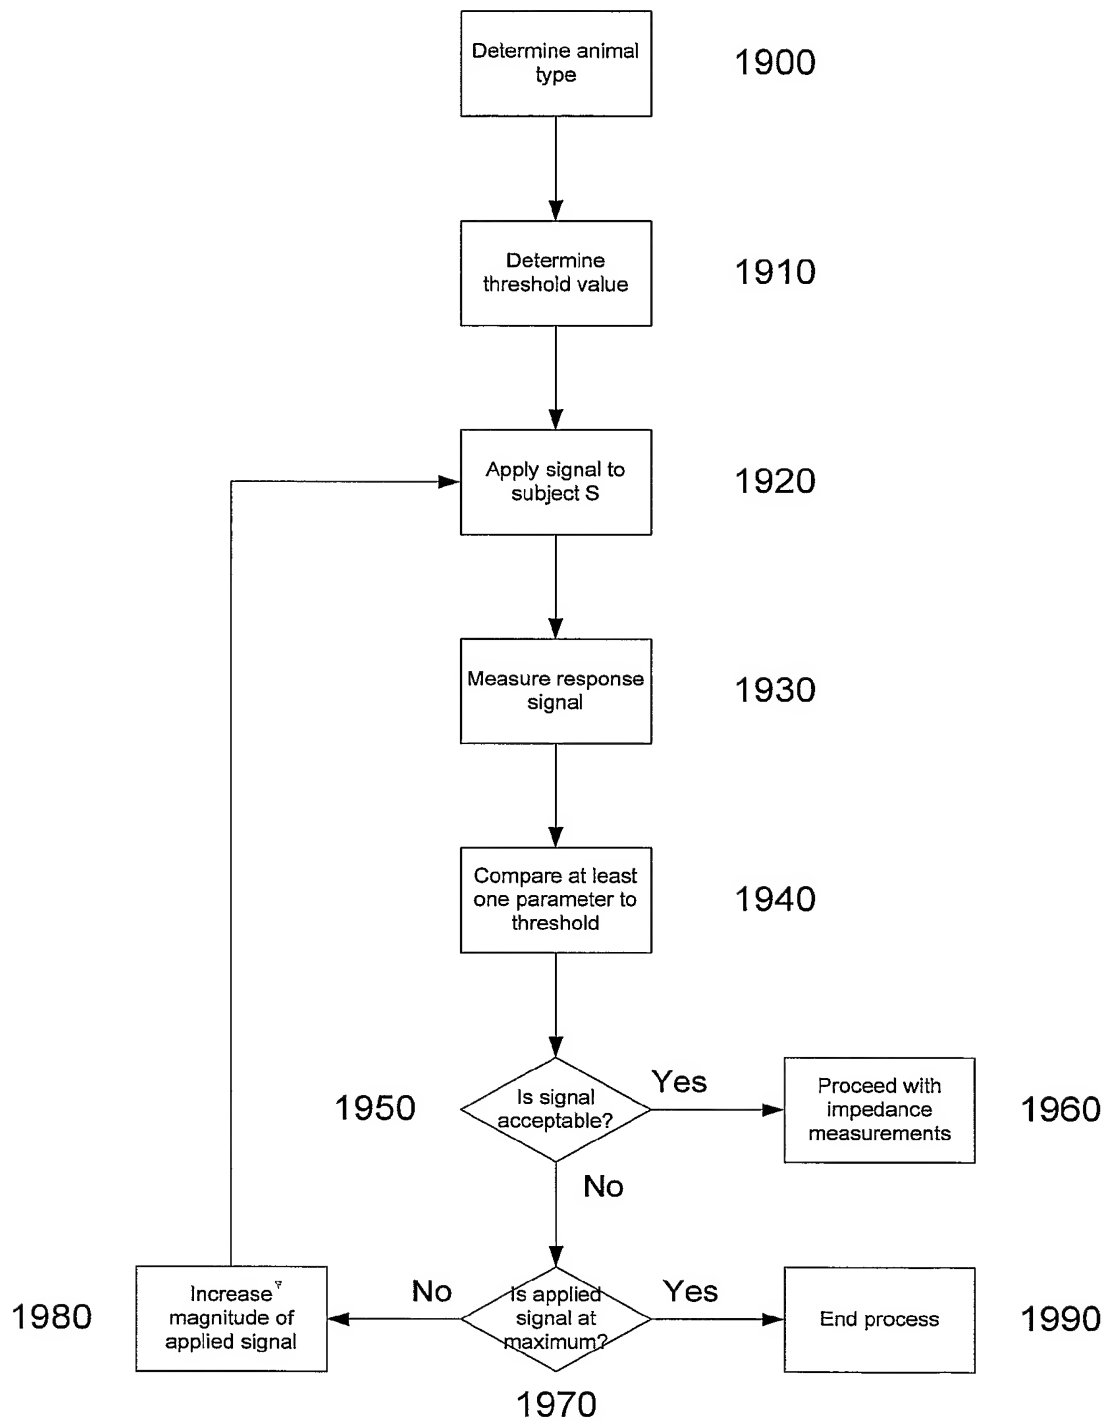 Determine animal
type
1900
Determine
threshold value
1910
Apply signal to
subject S
1920
Measure response
signal
1930
Compare at least
one parameter to
threshold
1940
1950
Is signal
acceptable?
Yes
Proceed with
impedance
measurements
1960
No
1980
Increase
magnitude of
applied signal
No
Is applied
signal at
maximum?
Yes
End process
1990
1970